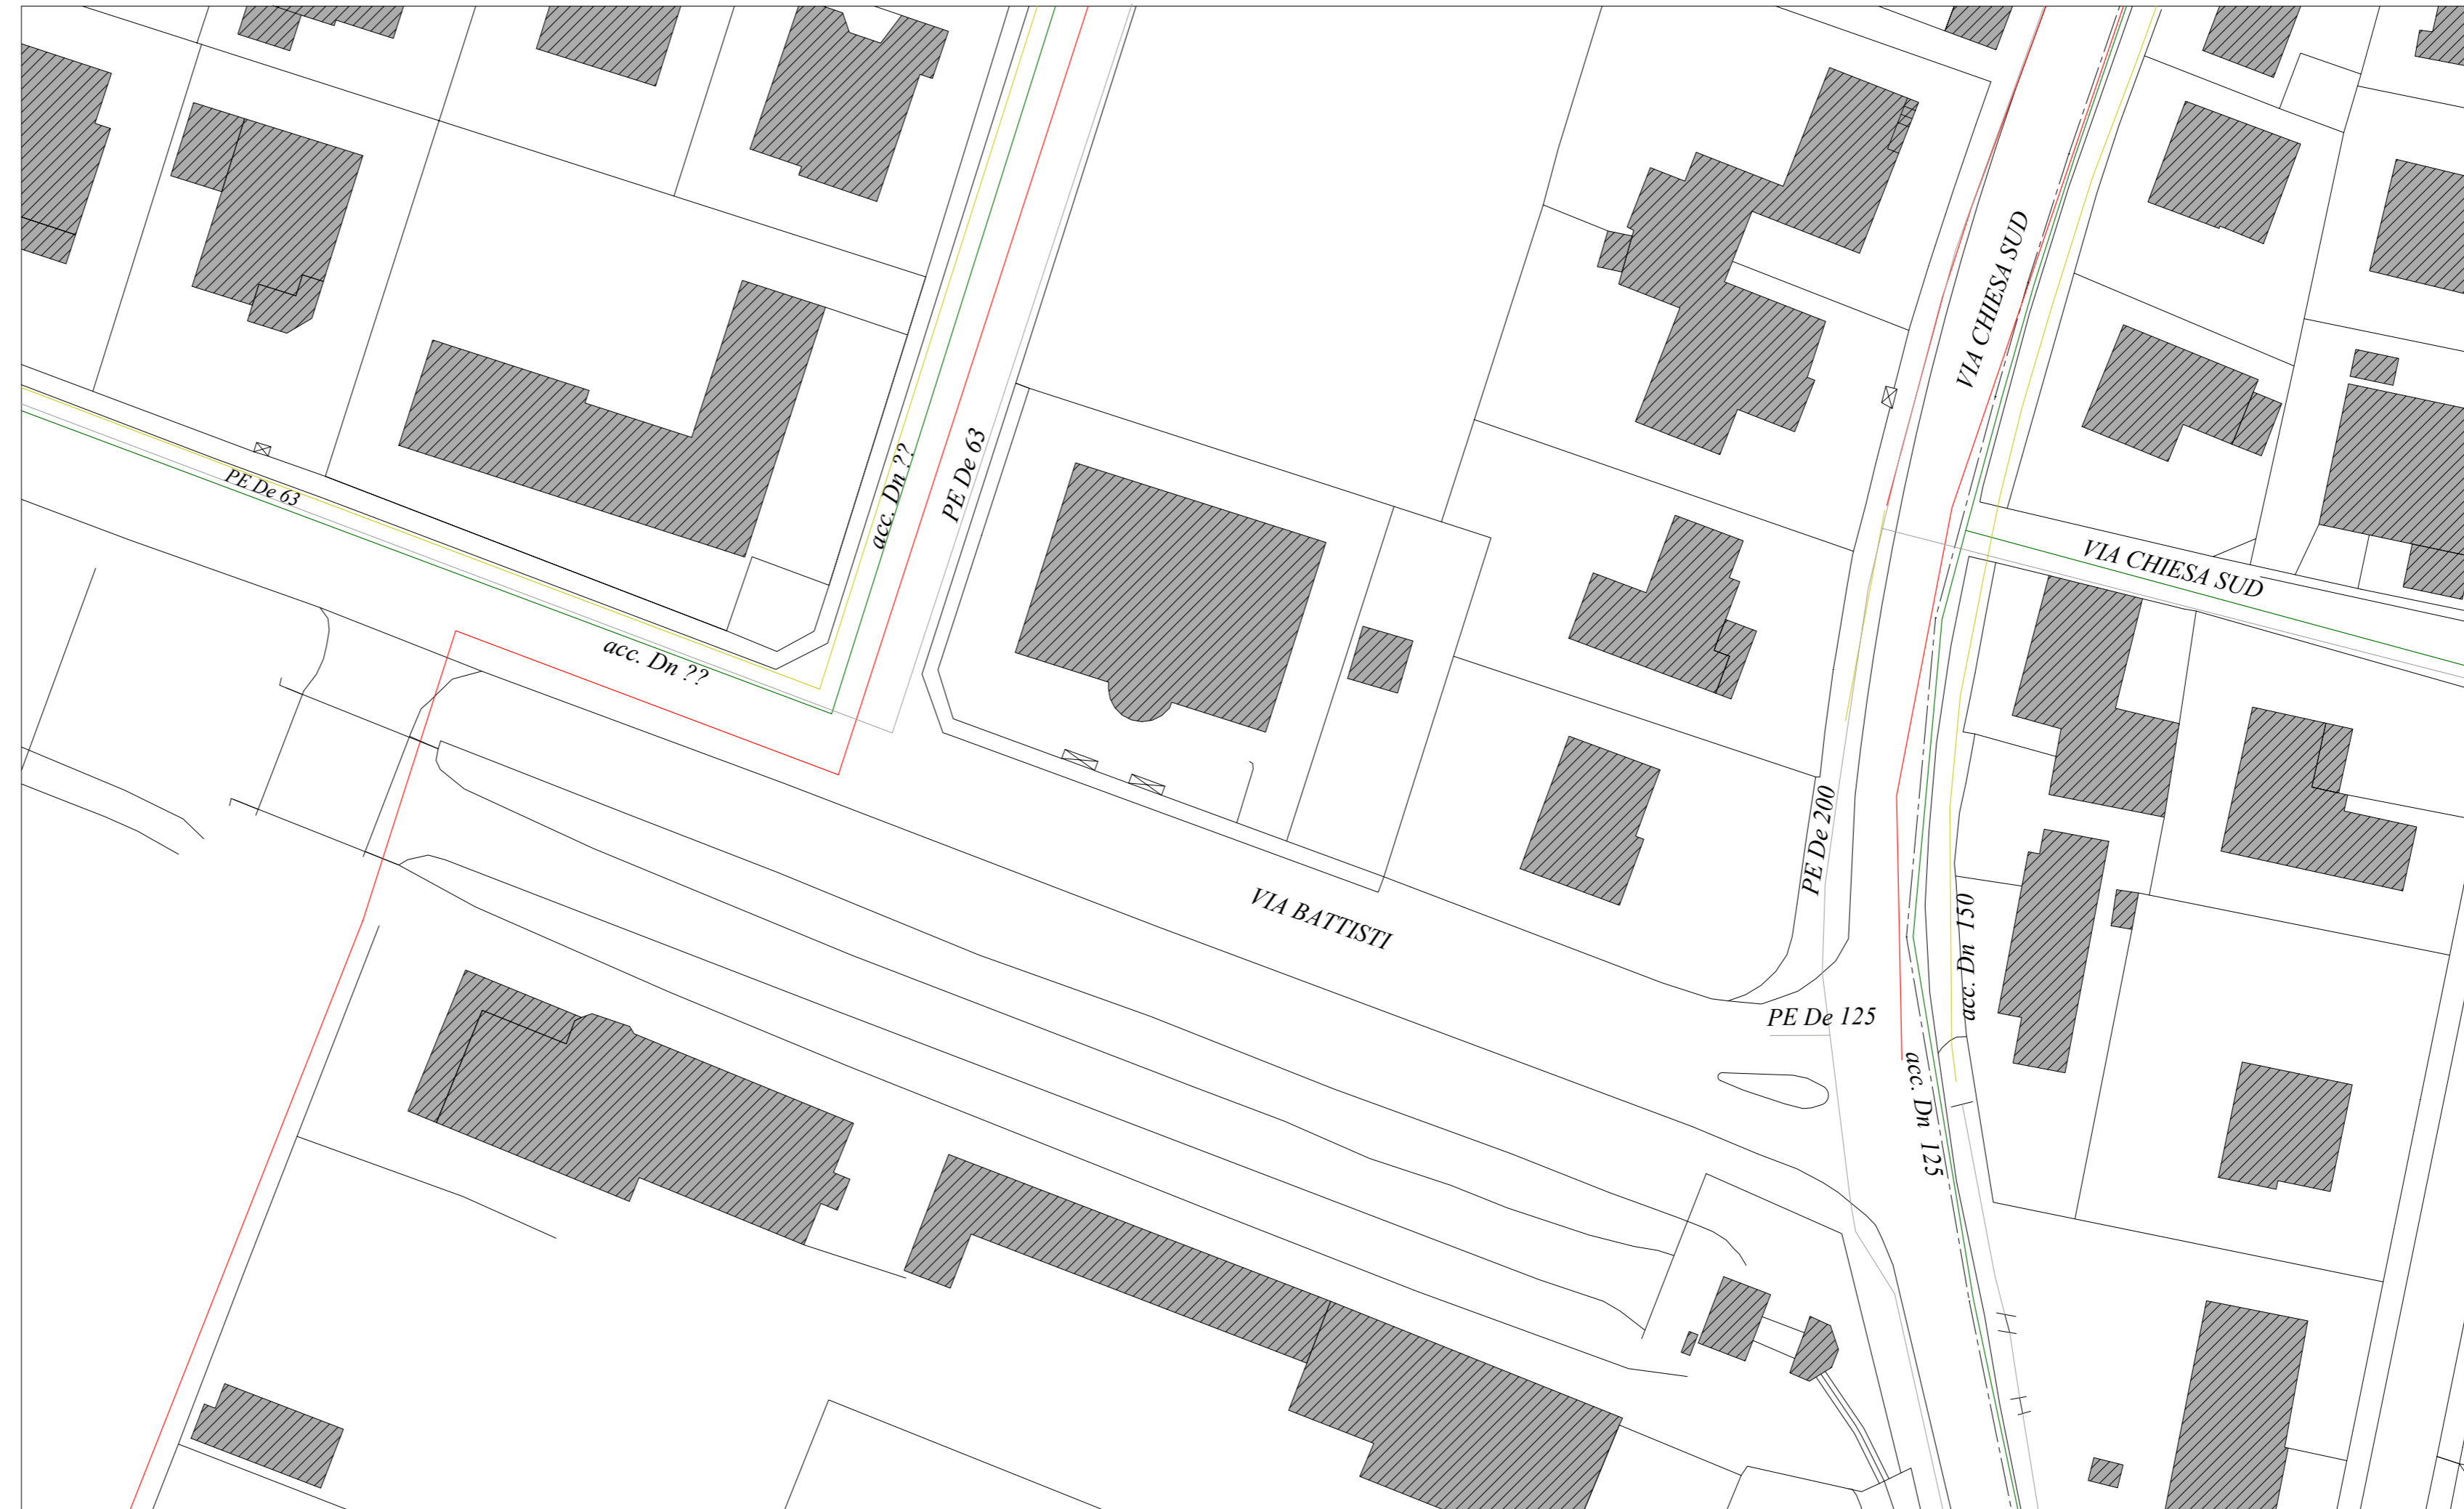 VIA CHIESA SUD
PE De 63
acc. Dn ??
PE De 63
VIA CHIESA SUD
acc. Dn ??
PE De 200
VIA BATTISTI
acc. Dn 150
PE De 125
acc. Dn 125